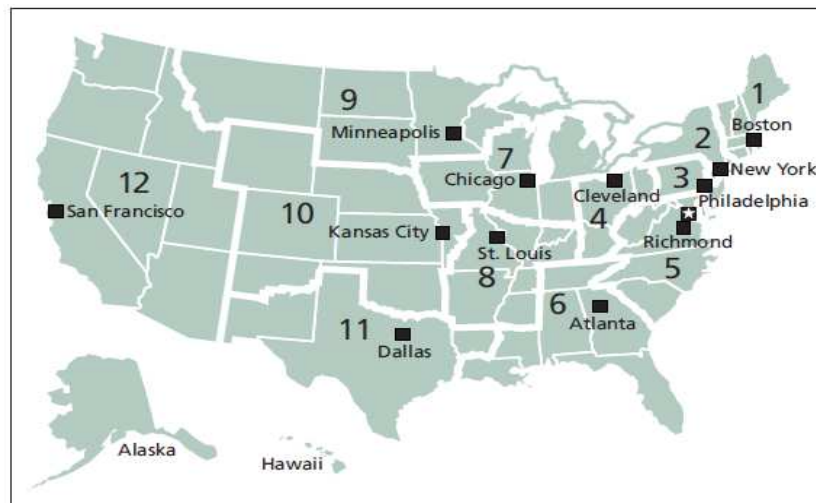 1
9
Boston
2
Minneapolis
7
New York
3
Chicago
Cleveland
12
Philadelphia
10
4
San Francisco
Kansas City
Richmond
St. Louis
5
8
6
11
Atlanta
Dallas
Alaska
Hawaii